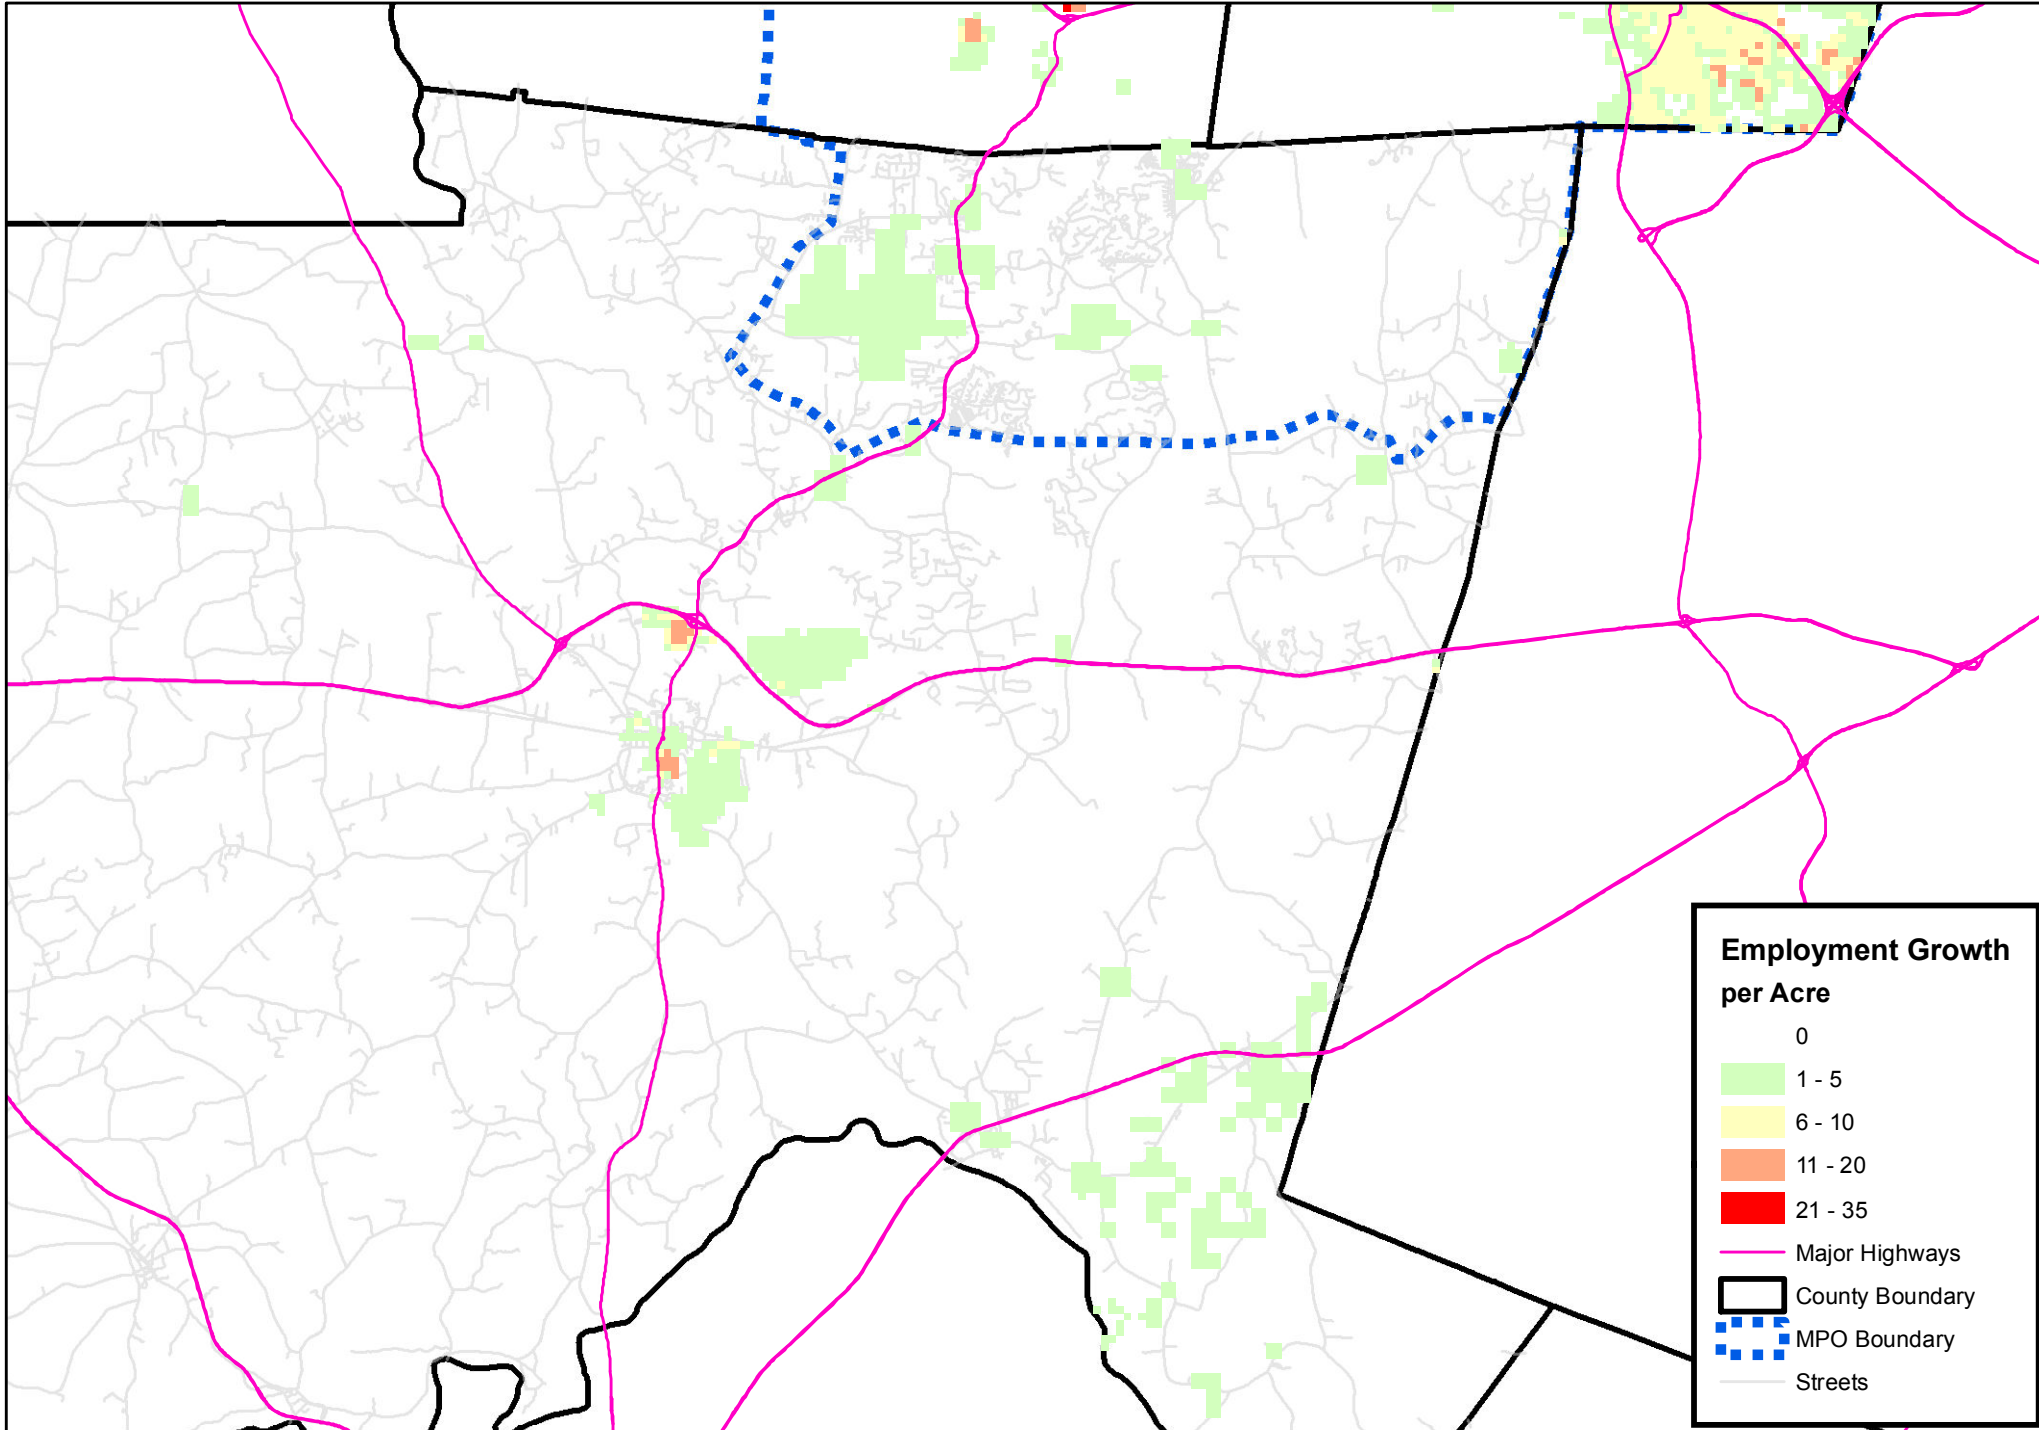 Employment Growth
per Acre
0
1 - 5
6 - 10
11 - 20
21 - 35
Major Highways
County Boundary
MPO Boundary
Streets